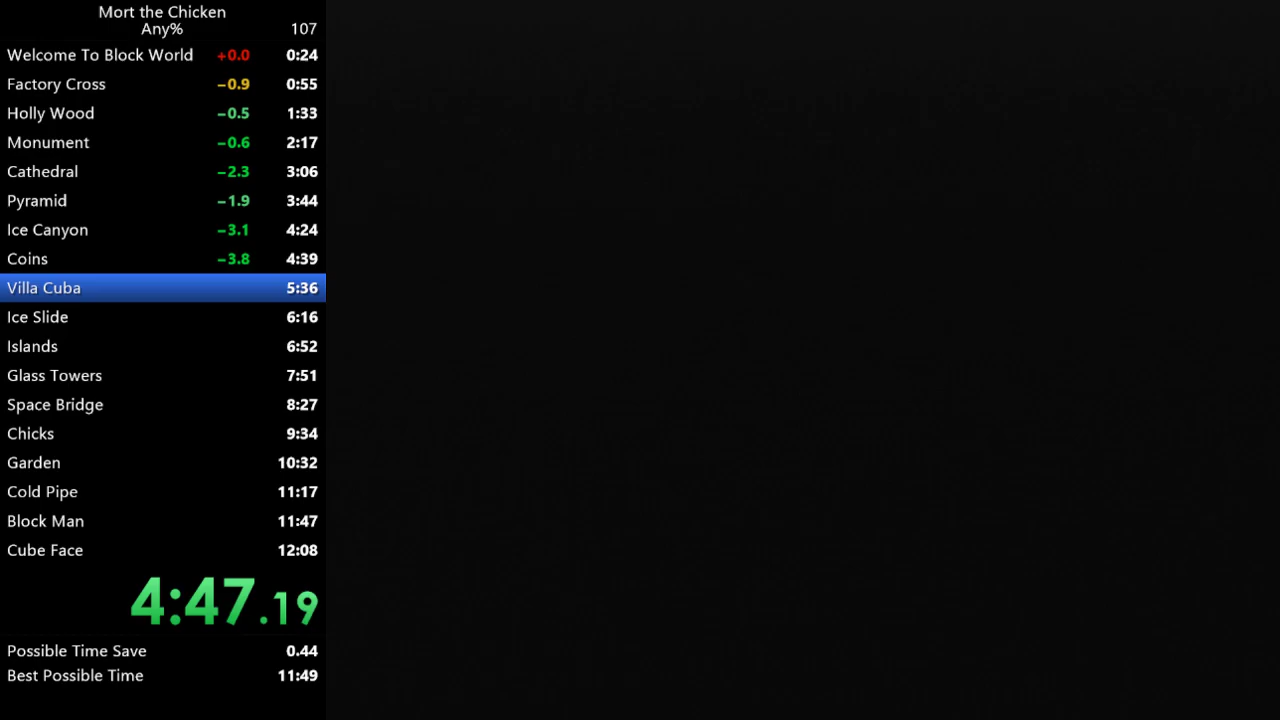 Mort the Chicken
Any% 107
Welcome To Block World +0.0 0:24
Factory Cross −0.9 0:55
Holly Wood −0.5 1:33
Monument −0.6 2:17
Cathedral −2.3 3:06
Pyramid −1.9 3:44
Ice Canyon −3.1 4:24
Coins −3.8 4:39
Villa Cuba 5:36
Ice Slide 6:16
Islands 6:52
Glass Towers 7:51
Space Bridge 8:27
Chicks 9:34
Garden 10:32
Cold Pipe 11:17
Block Man 11:47
Cube Face 12:08
4:47.19
Possible Time Save 0.44
Best Possible Time 11:49